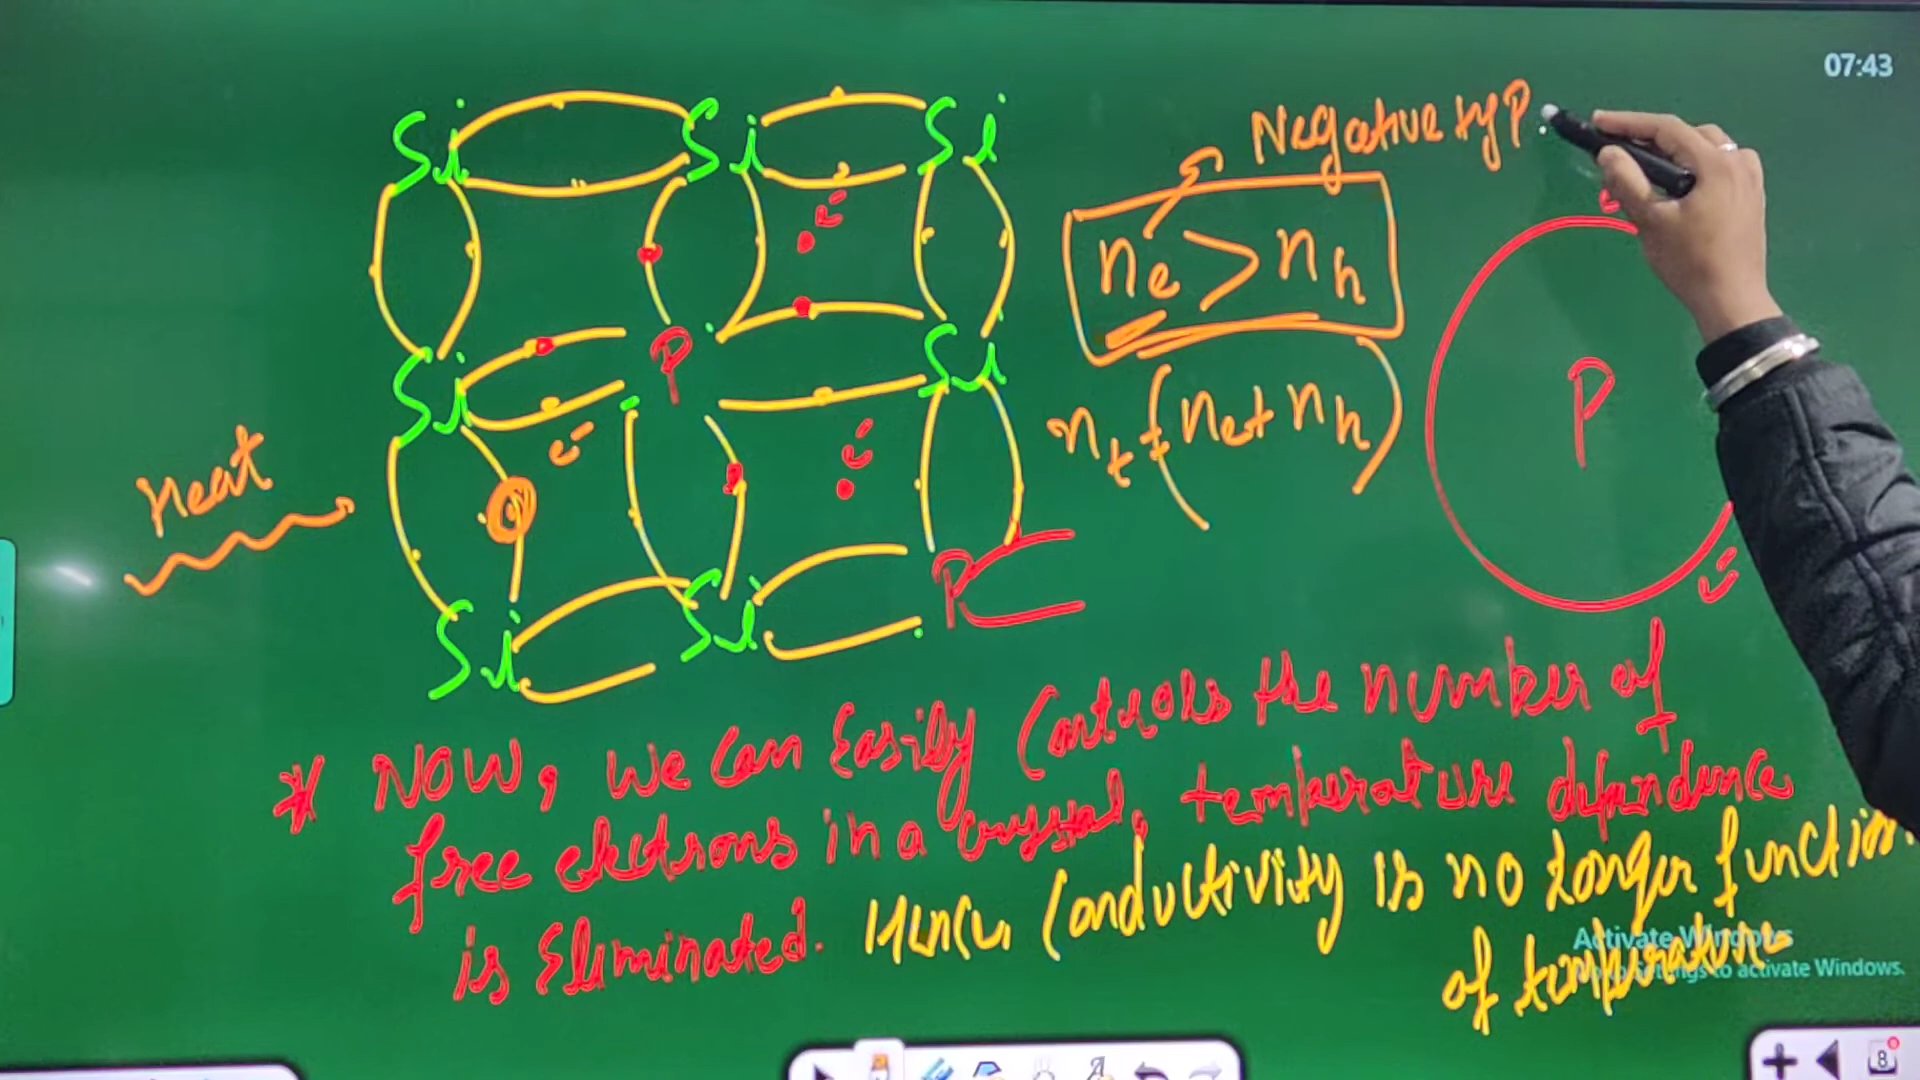 07:43
Si Si Si
Negative typ
e-
ne > nh
Si P Si
P
nt = (ne + nh)
e-
e-
Heat
e-
Si Si P
* NOW, We Can Easily Controls the number of
free electrons in a crystal, temperature dependence
is Eliminated. Hence Conductivity is no Longer function
of temperature
Activate Windows
Go to Settings to activate Windows.
8